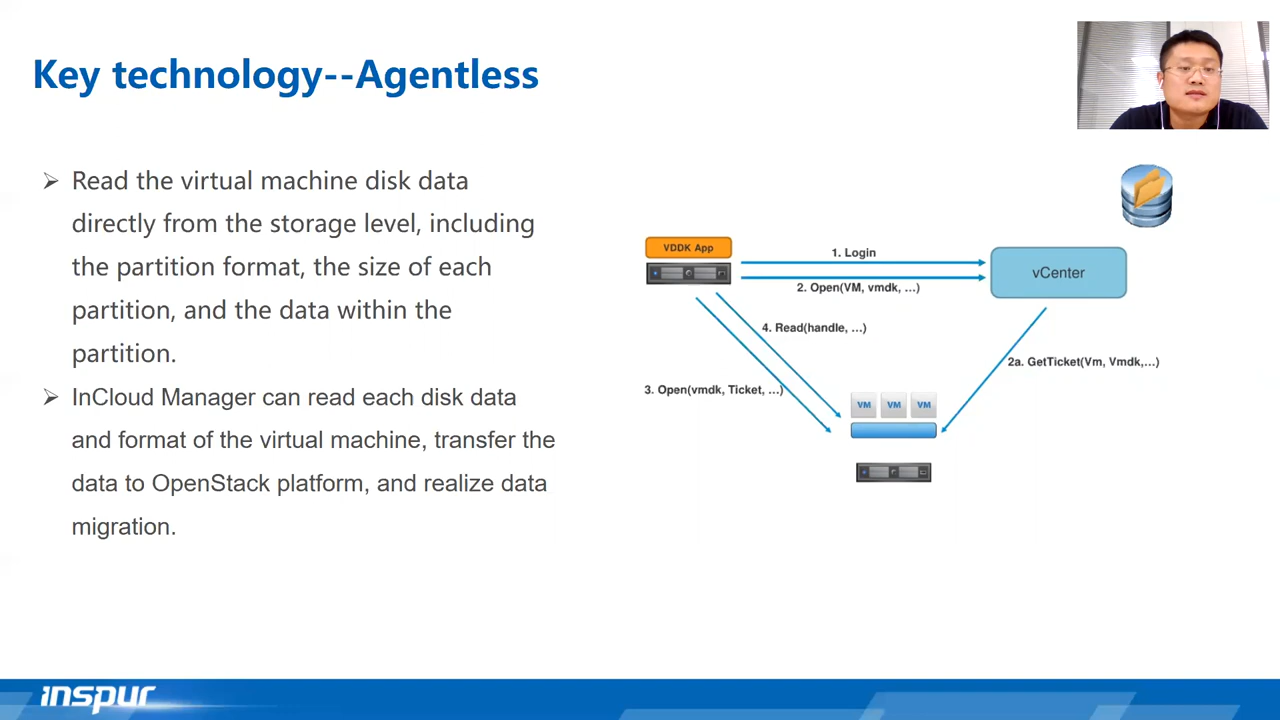 Key technology--Agentless
➢ Read the virtual machine disk data
directly from the storage level, including
the partition format, the size of each
partition, and the data within the
partition.
➢ InCloud Manager can read each disk data
and format of the virtual machine, transfer the
data to OpenStack platform, and realize data
migration.
VDDK App
1. Login
2. Open(VM, vmdk, ...)
vCenter
4. Read(handle, ...)
2a. GetTicket(Vm, Vmdk,...)
3. Open(vmdk, Ticket, ...)
VM VM VM
inspur